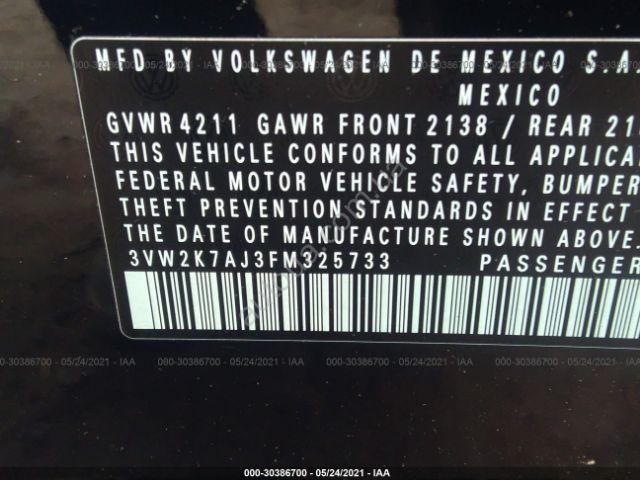 MFD BY VOLKSWAGEN DE MEXICO S.A.
MEXICO
GVWR 4211 GAWR FRONT 2138 / REAR 21
THIS VEHICLE CONFORMS TO ALL APPLICA
FEDERAL MOTOR VEHICLE SAFETY, BUMPER
THEFT PREVENTION STANDARDS IN EFFECT
THE DATE OF MANUFACTURE SHOWN ABOVE.
3VW2K7AJ3FM325733 PASSENGER
000-30386700 - 05/24/2021 - IAA